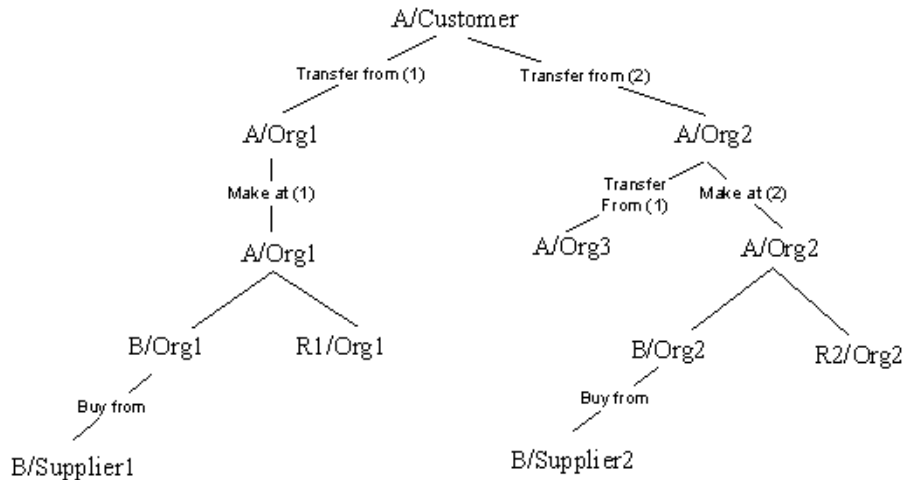 A/Customer
Transfer from (1)
Transfer from (2)
A/Org1
A/Org2
Make at (1)
Transfer
From (1)
Make at (2)
A/Org1
A/Org3
A/Org2
B/Org1
R1/Org1
B/Org2
R2/Org2
Buy from
Buy from
B/Supplier1
B/Supplier2